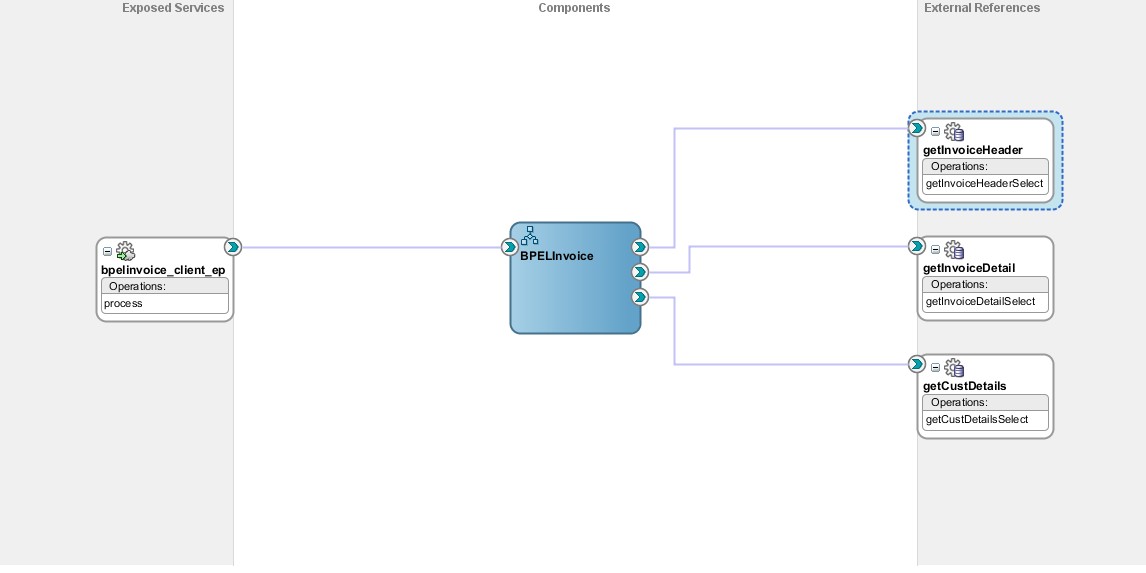 Exposed Services
Components
External References
getInvoiceHeader
Operations:
getInvoiceHeaderSelect
bpelinvoice_client_ep
Operations:
process
BPELInvoice
getInvoiceDetail
Operations:
getInvoiceDetailSelect
getCustDetails
Operations:
getCustDetailsSelect